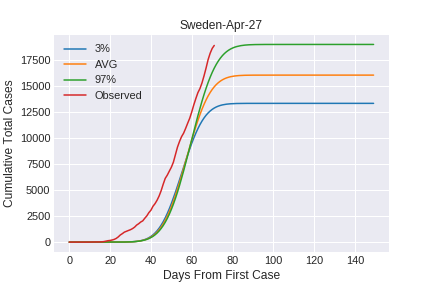 Sweden-Apr-27
3%
AVG
97%
Observed
Cumulative Total Cases
17500
15000
12500
10000
7500
5000
2500
0
0 20 40 60 80 100 120 140
Days From First Case